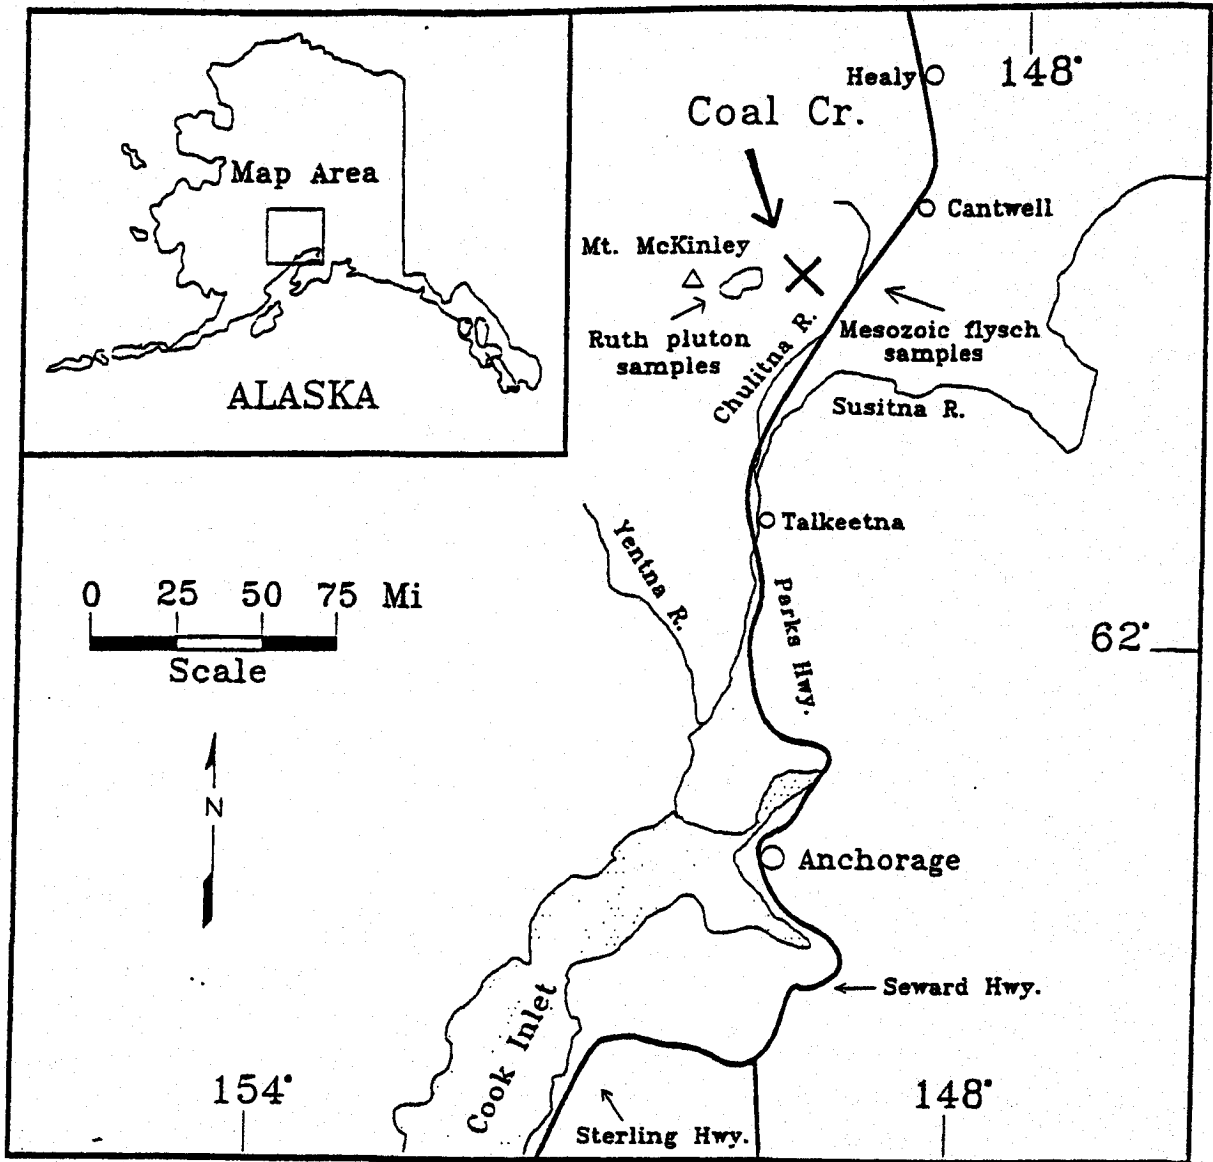 Map Area
ALASKA
Healy
148°
Coal Cr.
Cantwell
Mt. McKinley
Ruth pluton
samples
Chulitna R.
Mesozoic flysch
samples
Susitna R.
Talkeetna
Yentna R.
Parks Hwy.
0 25 50 75 Mi
Scale
62°
N
Anchorage
Seward Hwy.
Cook Inlet
154°
148°
Sterling Hwy.